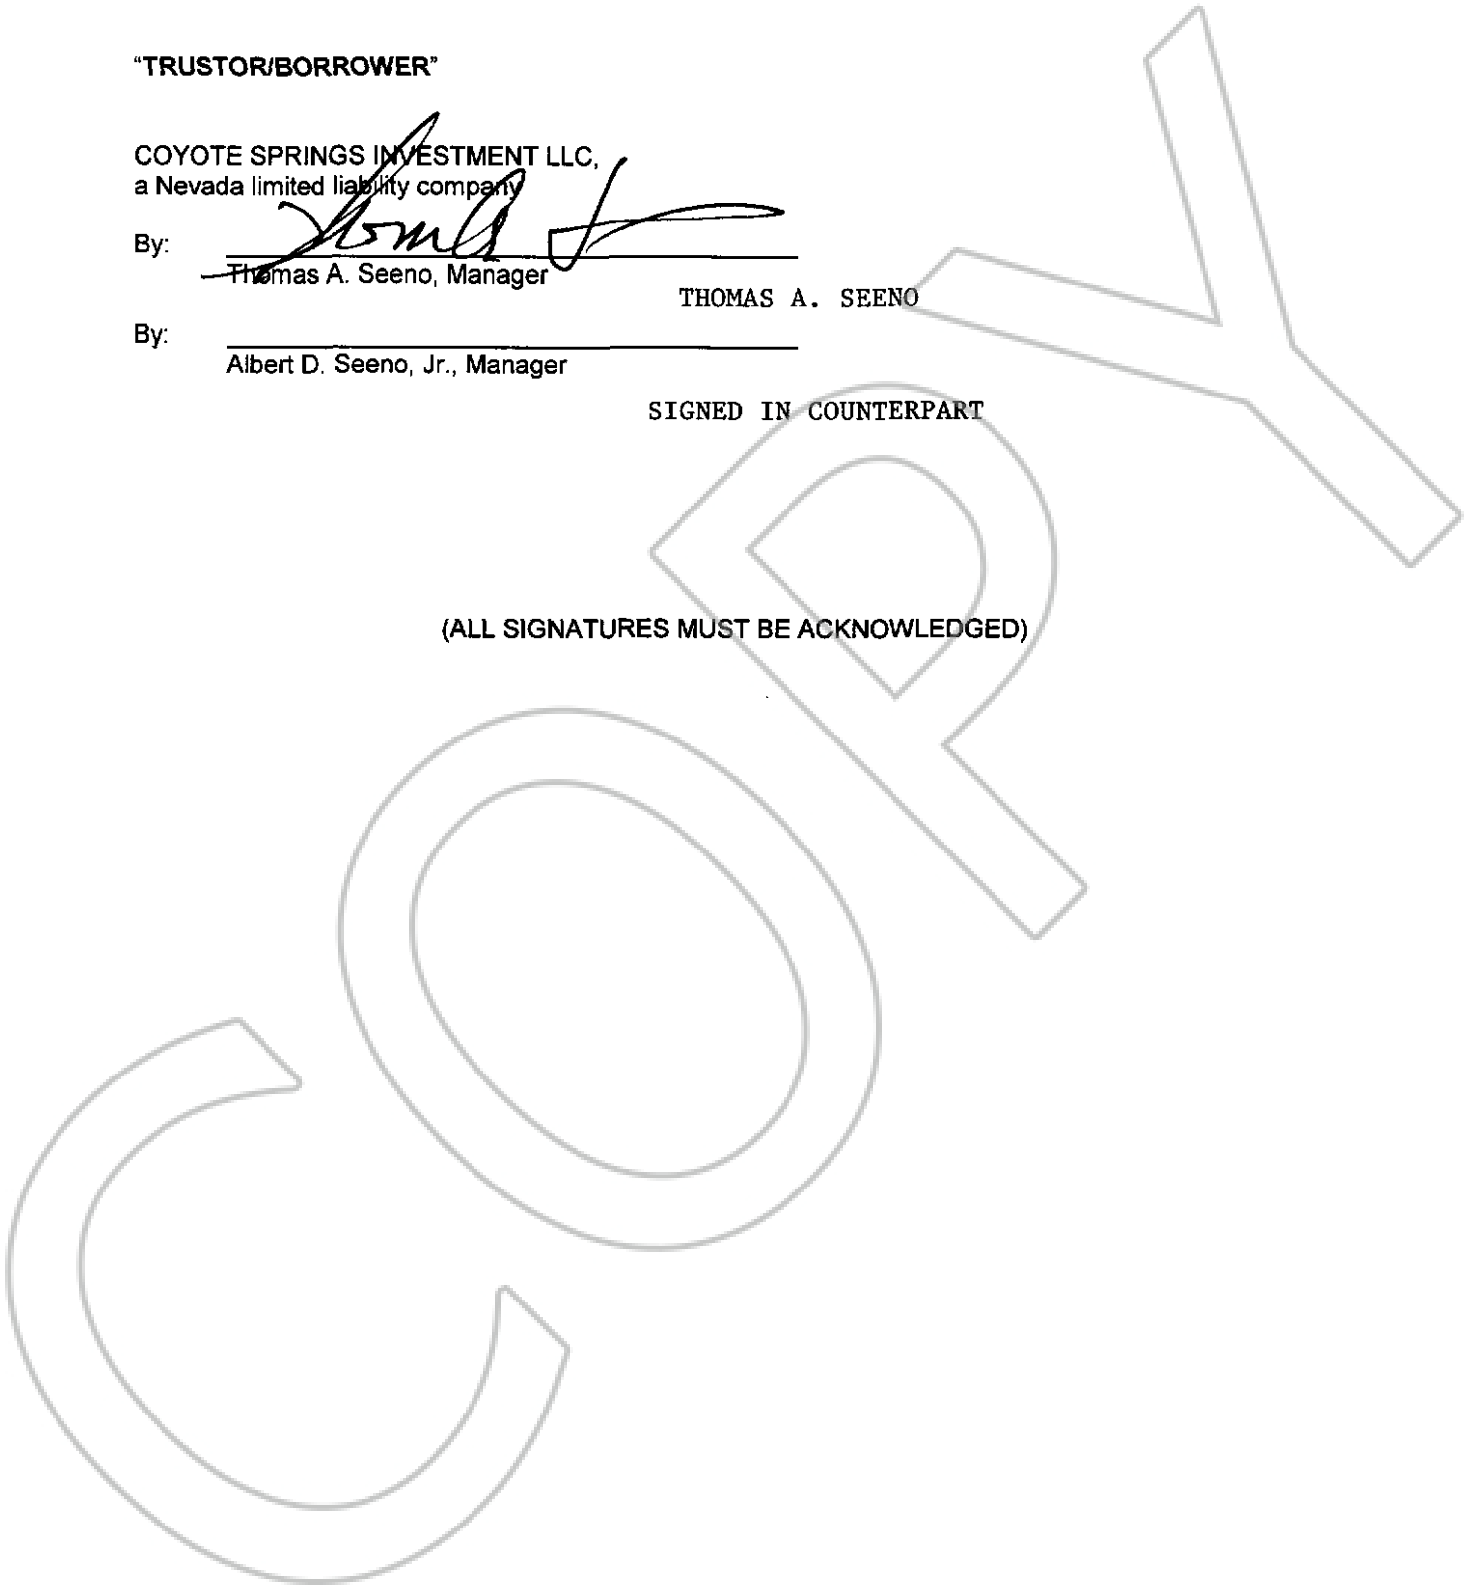 "TRUSTOR/BORROWER"
COYOTE SPRINGS INVESTMENT LLC,
a Nevada limited liability company
By:
Thomas A. Seeno, Manager
THOMAS A. SEENO
By:
Albert D. Seeno, Jr., Manager
SIGNED IN COUNTERPART
(ALL SIGNATURES MUST BE ACKNOWLEDGED)
COPY